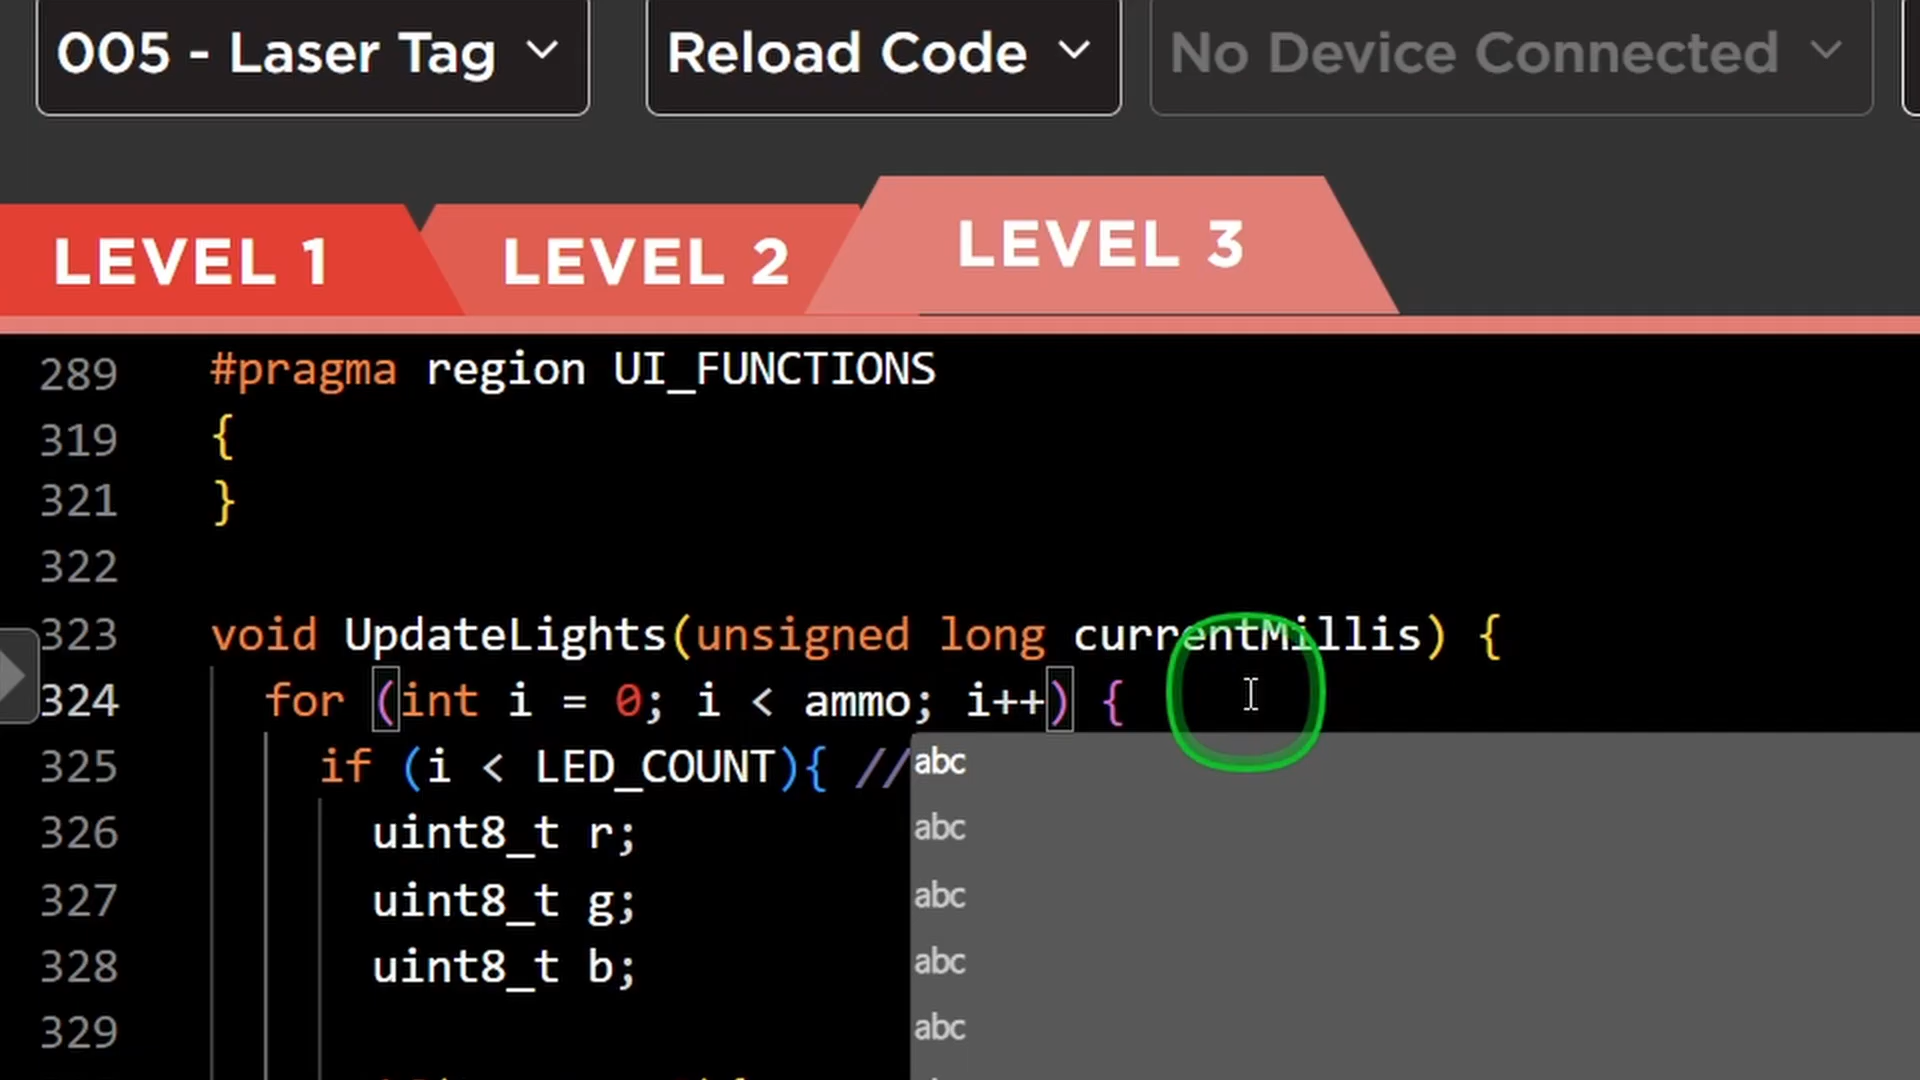 005 - Laser Tag Reload Code No Device Connected
LEVEL 1 LEVEL 2 LEVEL 3
289 #pragma region UI_FUNCTIONS
319 {
321 }
322
323 void UpdateLights(unsigned long currentMillis) {
324 for (int i = 0; i < ammo; i++) {
325 if (i < LED_COUNT){ // abc
326 uint8_t r; abc
327 uint8_t g; abc
328 uint8_t b; abc
329 abc